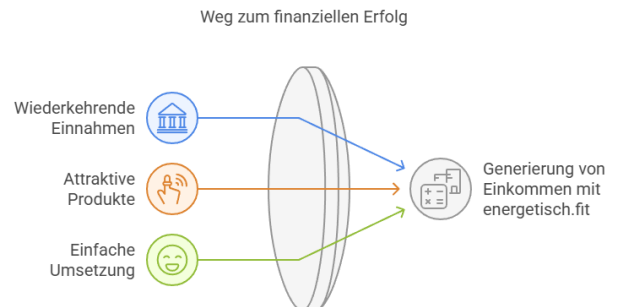 Weg zum finanziellen Erfolg
Wiederkehrende
Einnahmen
Attraktive
Produkte
Einfache
Umsetzung
Generierung von
Einkommen mit
energetisch.fit